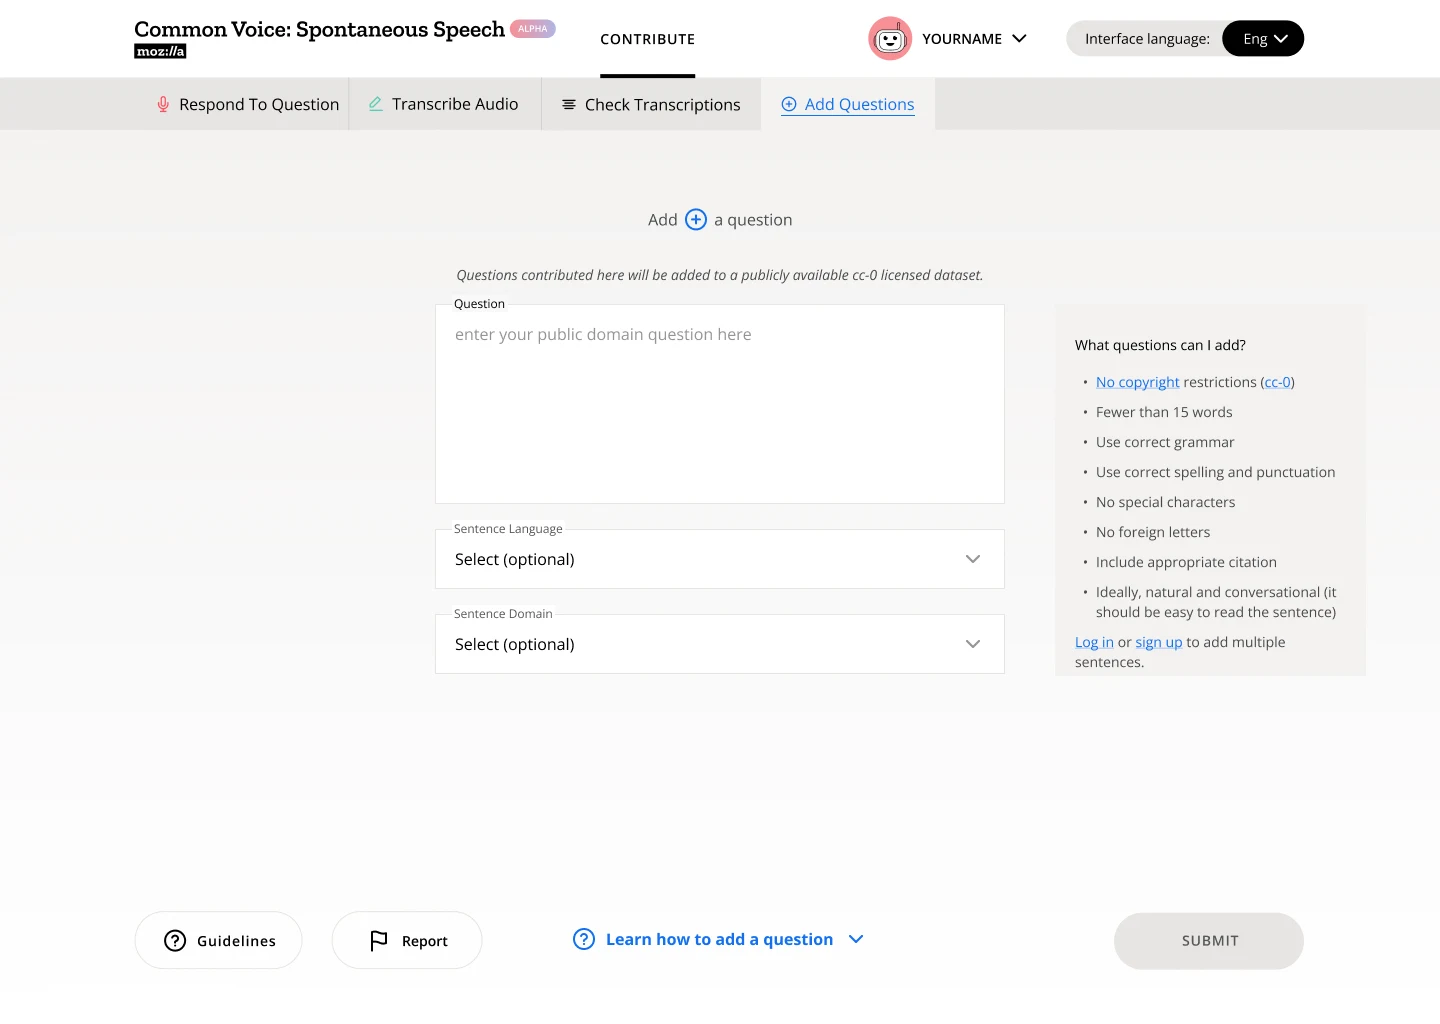 Common Voice: Spontaneous Speech ALPHA
moz://a
CONTRIBUTE
YOURNAME
Interface language: Eng
Respond To Question
Transcribe Audio
Check Transcriptions
Add Questions
Add a question
Questions contributed here will be added to a publicly available cc-0 licensed dataset.
Question
enter your public domain question here
Sentence Language
Select (optional)
Sentence Domain
Select (optional)
What questions can I add?
• No copyright restrictions (cc-0)
• Fewer than 15 words
• Use correct grammar
• Use correct spelling and punctuation
• No special characters
• No foreign letters
• Include appropriate citation
• Ideally, natural and conversational (it
should be easy to read the sentence)
Log in or sign up to add multiple
sentences.
Guidelines
Report
Learn how to add a question
SUBMIT